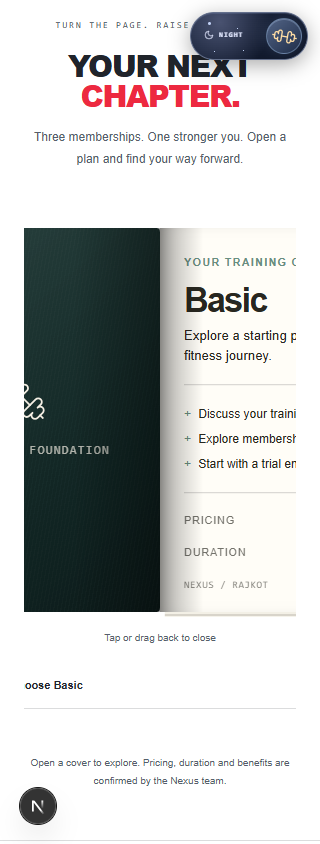 TURN THE PAGE. RAISE
NIGHT
YOUR NEXT
CHAPTER.
Three memberships. One stronger you. Open a
plan and find your way forward.
YOUR TRAINING
Basic
Explore a starting p
fitness journey.
+ Discuss your traini
+ Explore membersh
+ Start with a trial en
FOUNDATION
PRICING
DURATION
NEXUS / RAJKOT
Tap or drag back to close
oose Basic
Open a cover to explore. Pricing, duration and benefits are
confirmed by the Nexus team.
N